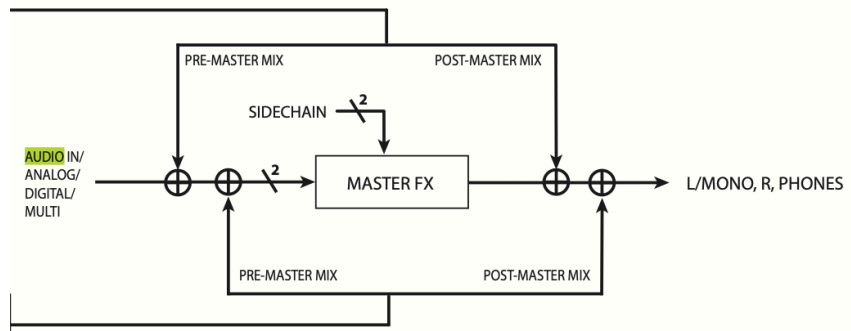 PRE-MASTER MIX
POST-MASTER MIX
SIDECHAIN
2
AUDIO IN/
ANALOG/
DIGITAL/
MULTI
2
MASTER FX
L/MONO, R, PHONES
PRE-MASTER MIX
POST-MASTER MIX